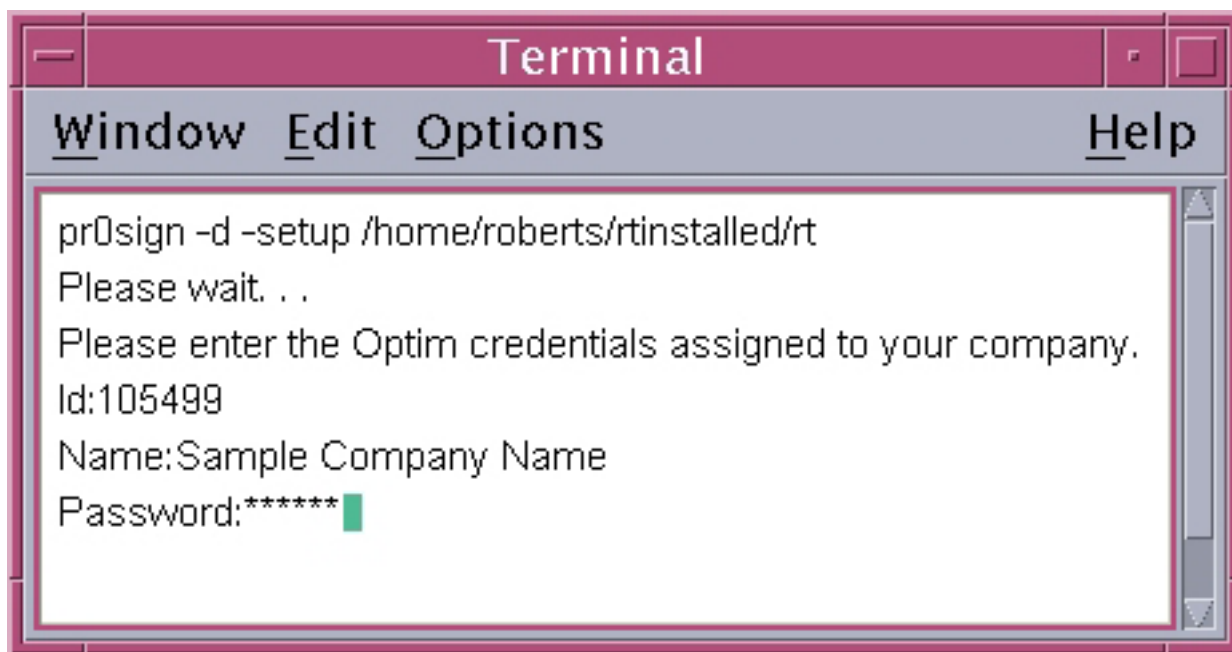 Terminal
Window Edit Options Help
pr0sign -d -setup /home/roberts/rtinstalled/rt
Please wait. . .
Please enter the Optim credentials assigned to your company.
Id:105499
Name:Sample Company Name
Password:******